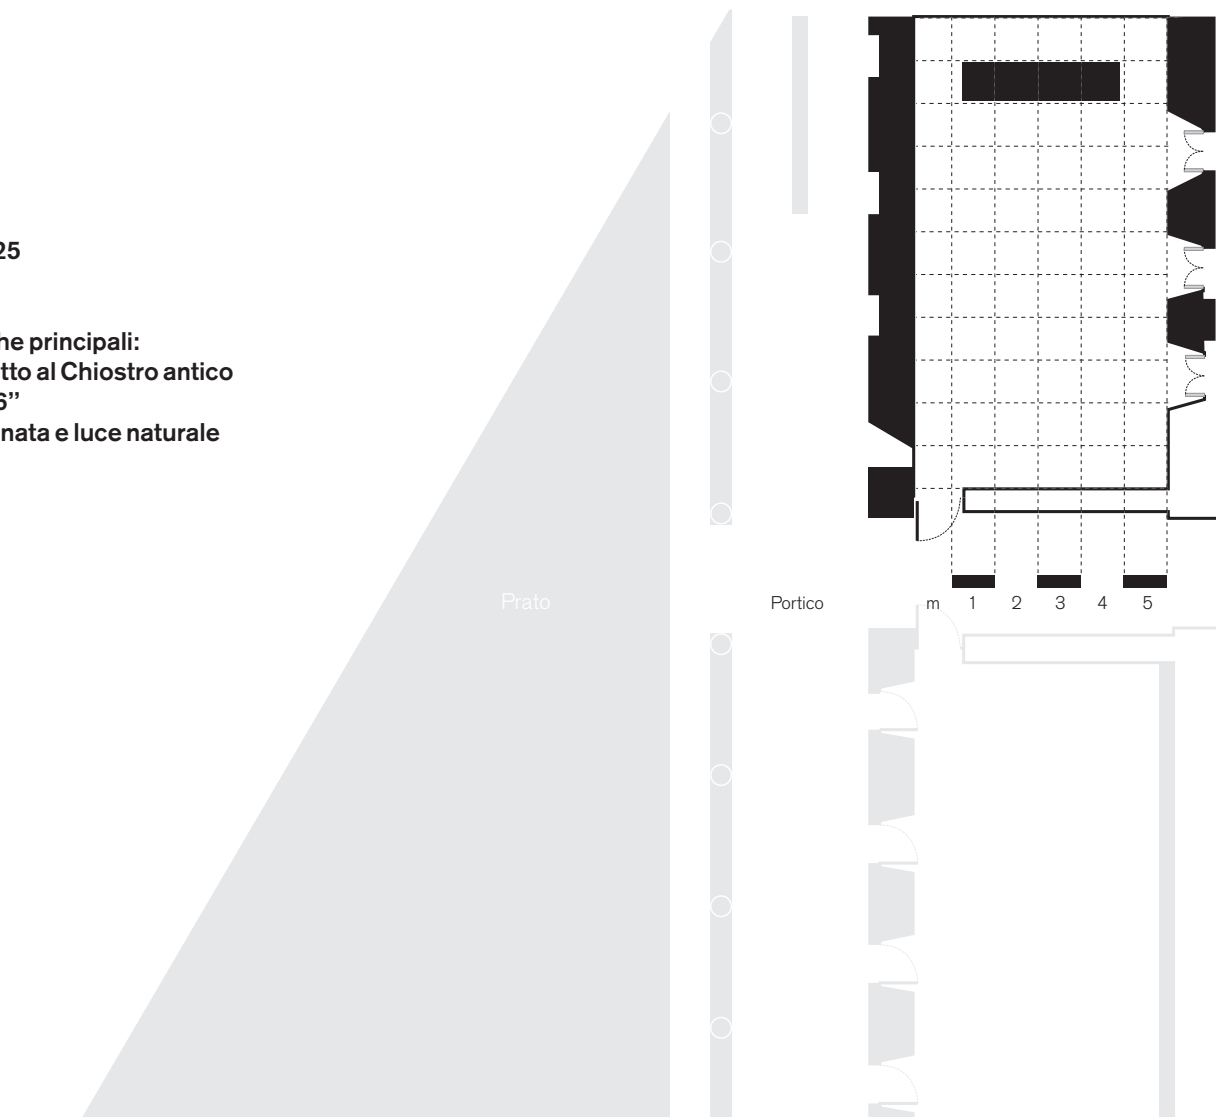 25
he principali:
tto al Chiostro antico
6”
nata e luce naturale
Prato
Portico
m 1 2 3 4 5